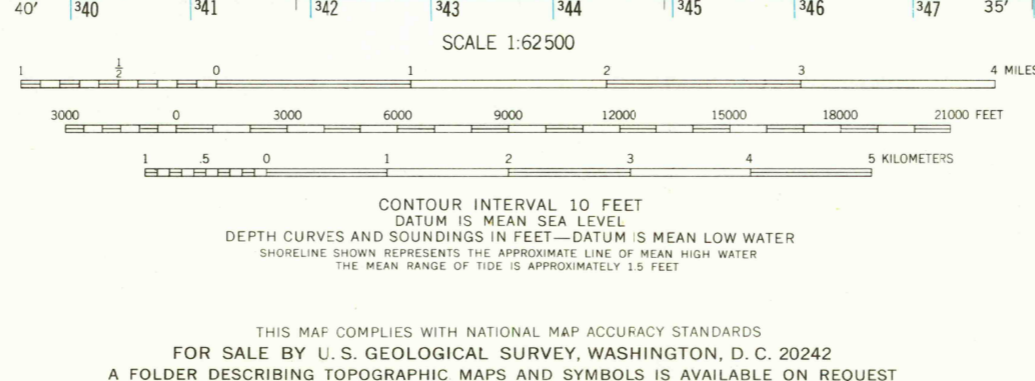 40′ ³40 ³41 ³42 ³43 ³44 ³45 ³46 ³47 35′
SCALE 1:62500
1 ½ 0 1 2 3 4 MILES
3000 0 3000 6000 9000 12000 15000 18000 21000 FEET
1 .5 0 1 2 3 4 5 KILOMETERS
CONTOUR INTERVAL 10 FEET
DATUM IS MEAN SEA LEVEL
DEPTH CURVES AND SOUNDINGS IN FEET—DATUM IS MEAN LOW WATER
SHORELINE SHOWN REPRESENTS THE APPROXIMATE LINE OF MEAN HIGH WATER
THE MEAN RANGE OF TIDE IS APPROXIMATELY 1.5 FEET
THIS MAP COMPLIES WITH NATIONAL MAP ACCURACY STANDARDS
FOR SALE BY U. S. GEOLOGICAL SURVEY, WASHINGTON, D. C. 20242
A FOLDER DESCRIBING TOPOGRAPHIC MAPS AND SYMBOLS IS AVAILABLE ON REQUEST